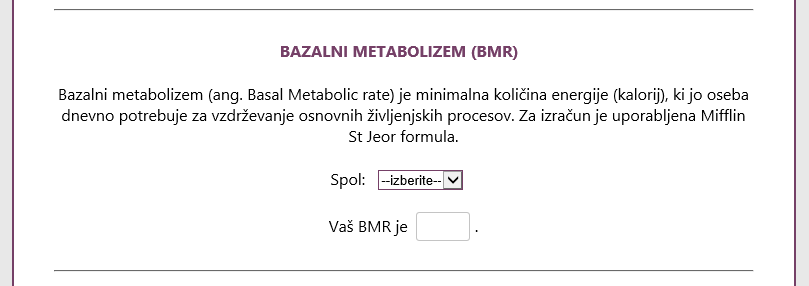 BAZALNI METABOLIZEM (BMR)
Bazalni metabolizem (ang. Basal Metabolic rate) je minimalna količina energije (kalorij), ki jo oseba
dnevno potrebuje za vzdrževanje osnovnih življenjskih procesov. Za izračun je uporabljena Mifflin
St Jeor formula.
Spol: --izberite--
Vaš BMR je .